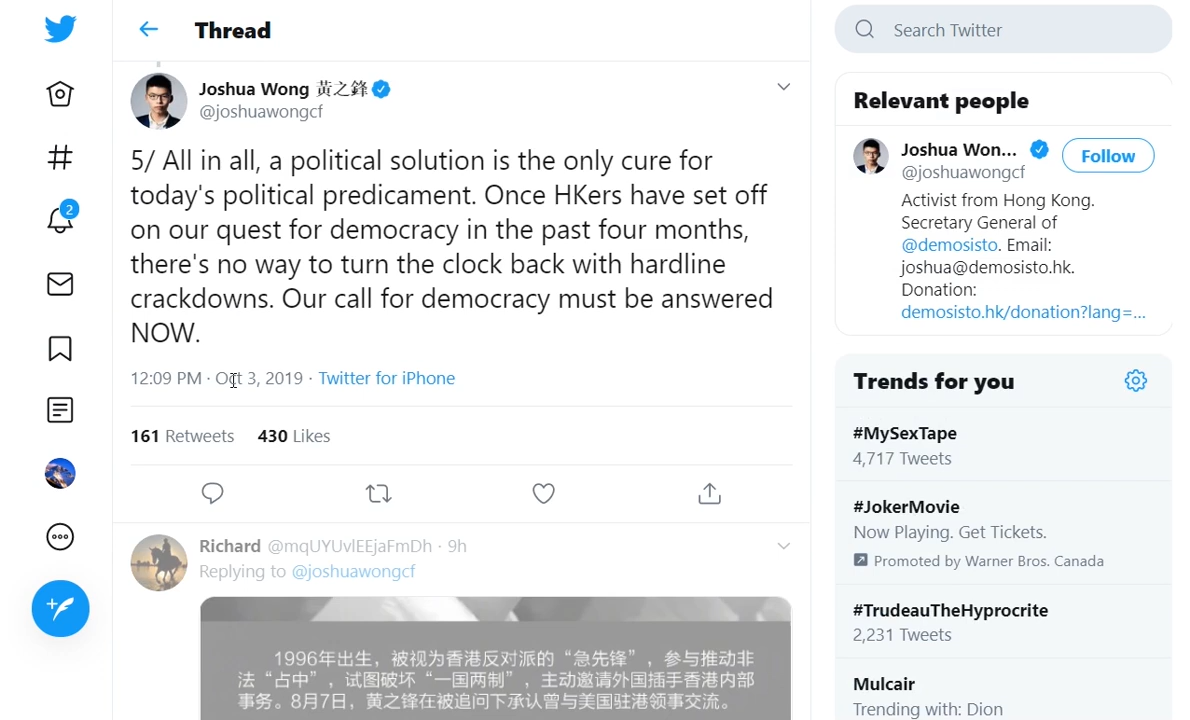 Thread
Joshua Wong 黃之鋒
@joshuawongcf
5/ All in all, a political solution is the only cure for
today's political predicament. Once HKers have set off
on our quest for democracy in the past four months,
there's no way to turn the clock back with hardline
crackdowns. Our call for democracy must be answered
NOW.
12:09 PM · Oct 3, 2019 · Twitter for iPhone
161 Retweets 430 Likes
Richard @mqUYUvlEEjaFmDh · 9h
Replying to @joshuawongcf
1996年出生，被视为香港反对派的“急先锋”，参与推动非
法“占中”，试图破坏“一国两制”，主动邀请外国插手香港内部
事务。8月7日，黄之锋在被追问下承认曾与美国驻港领事交流。
2
Search Twitter
Relevant people
Joshua Won...
Follow
@joshuawongcf
Activist from Hong Kong.
Secretary General of
@demosisto. Email:
joshua@demosisto.hk.
Donation:
demosisto.hk/donation?lang=...
Trends for you
#MySexTape
4,717 Tweets
#JokerMovie
Now Playing. Get Tickets.
Promoted by Warner Bros. Canada
#TrudeauTheHyprocrite
2,231 Tweets
Mulcair
Trending with: Dion